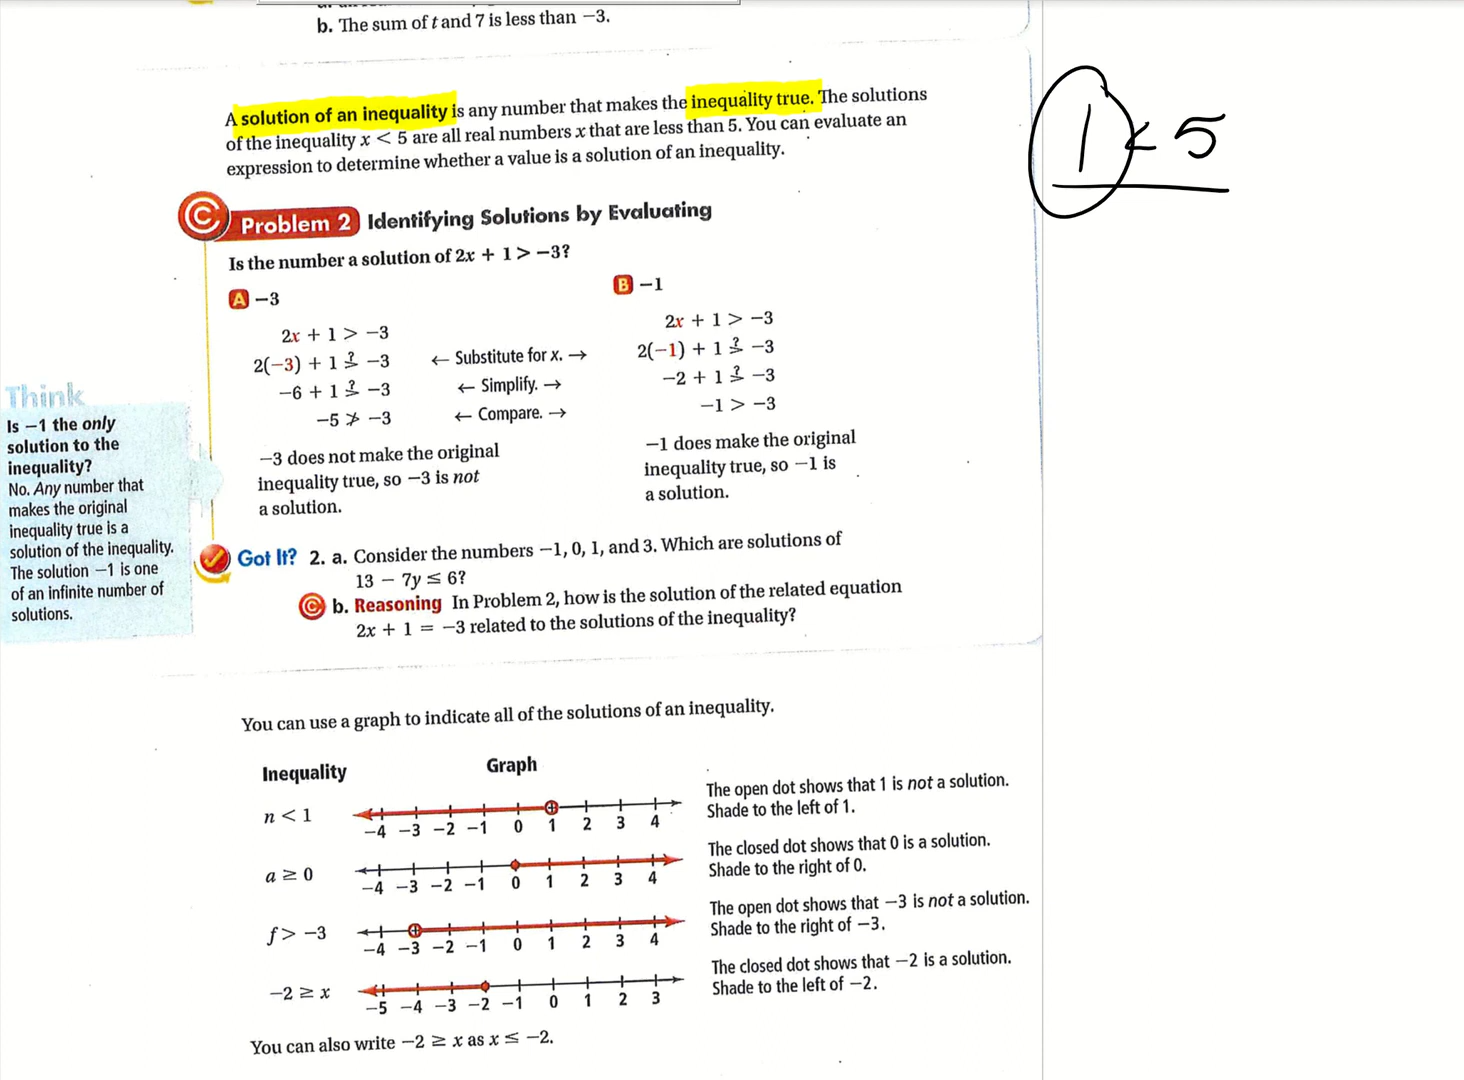 b. The sum of t and 7 is less than −3.
A solution of an inequality is any number that makes the inequality true. The solutions
of the inequality x < 5 are all real numbers x that are less than 5. You can evaluate an
expression to determine whether a value is a solution of an inequality.
1 < 5
C Problem 2 Identifying Solutions by Evaluating
Is the number a solution of 2x + 1 > −3?
A −3
2x + 1 > −3
2(−3) + 1 >? −3
−6 + 1 >? −3
−5 ≯ −3
← Substitute for x. →
← Simplify. →
← Compare. →
−3 does not make the original
inequality true, so −3 is not
a solution.
B −1
2x + 1 > −3
2(−1) + 1 >? −3
−2 + 1 >? −3
−1 > −3
−1 does make the original
inequality true, so −1 is
a solution.
Think
Is −1 the only
solution to the
inequality?
No. Any number that
makes the original
inequality true is a
solution of the inequality.
The solution −1 is one
of an infinite number of
solutions.
Got It? 2. a. Consider the numbers −1, 0, 1, and 3. Which are solutions of
13 − 7y ≤ 6?
C b. Reasoning In Problem 2, how is the solution of the related equation
2x + 1 = −3 related to the solutions of the inequality?
You can use a graph to indicate all of the solutions of an inequality.
Inequality Graph
n < 1
−4 −3 −2 −1 0 1 2 3 4
The open dot shows that 1 is not a solution.
Shade to the left of 1.
a ≥ 0
−4 −3 −2 −1 0 1 2 3 4
The closed dot shows that 0 is a solution.
Shade to the right of 0.
f > −3
−4 −3 −2 −1 0 1 2 3 4
The open dot shows that −3 is not a solution.
Shade to the right of −3.
−2 ≥ x
−5 −4 −3 −2 −1 0 1 2 3
The closed dot shows that −2 is a solution.
Shade to the left of −2.
You can also write −2 ≥ x as x ≤ −2.